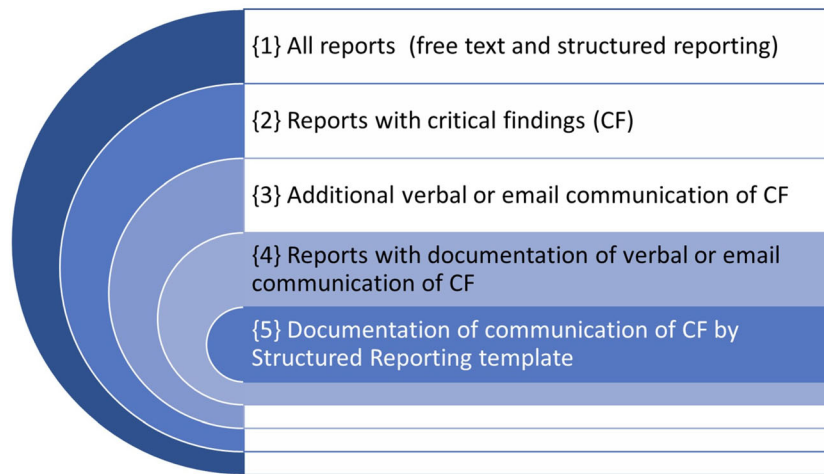 {1} All reports (free text and structured reporting)
{2} Reports with critical findings (CF)
{3} Additional verbal or email communication of CF
{4} Reports with documentation of verbal or email
communication of CF
{5} Documentation of communication of CF by
Structured Reporting template